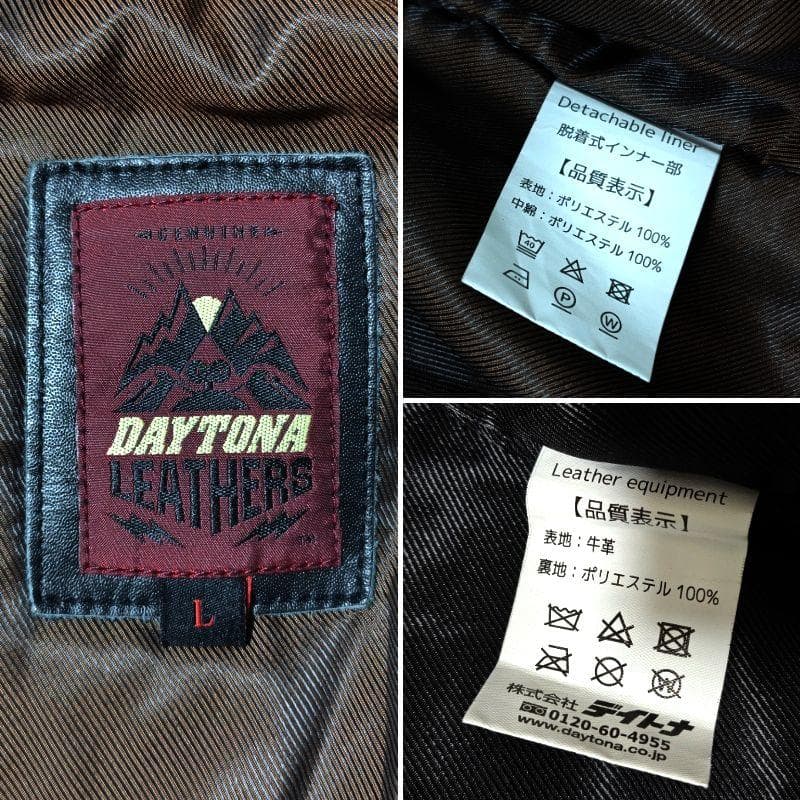 GENUINE
DAYTONA
LEATHERS
L
Detachable liner
脱着式インナー部
【品質表示】
表地：ポリエステル 100%
中綿：ポリエステル 100%
40
P
W
Leather equipment
【品質表示】
表地：牛革
裏地：ポリエステル 100%
P
W
株式会社 デイトナ
0120-60-4955
www.daytona.co.jp